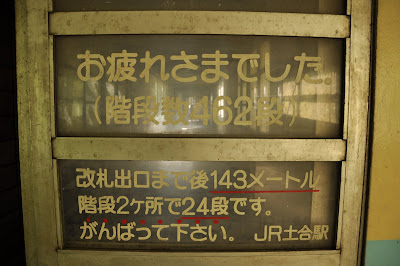 お疲れさまでした。
(階段数462段)
改札出口まで後143メートル
階段2ヶ所で24段です。
がんばって下さい。 JR土合駅